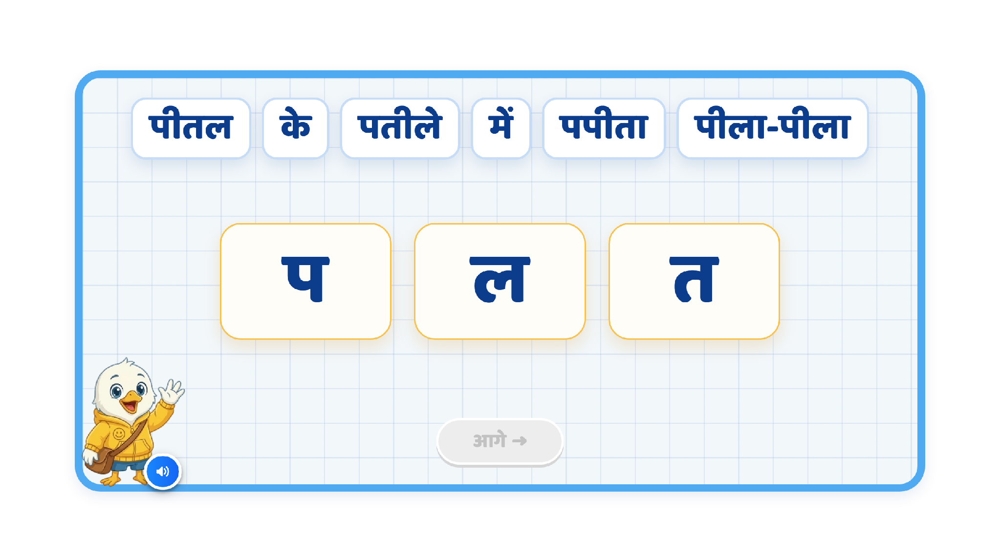 पीतल के पतीले में पपीता पीला-पीला
प ल त
आगे →